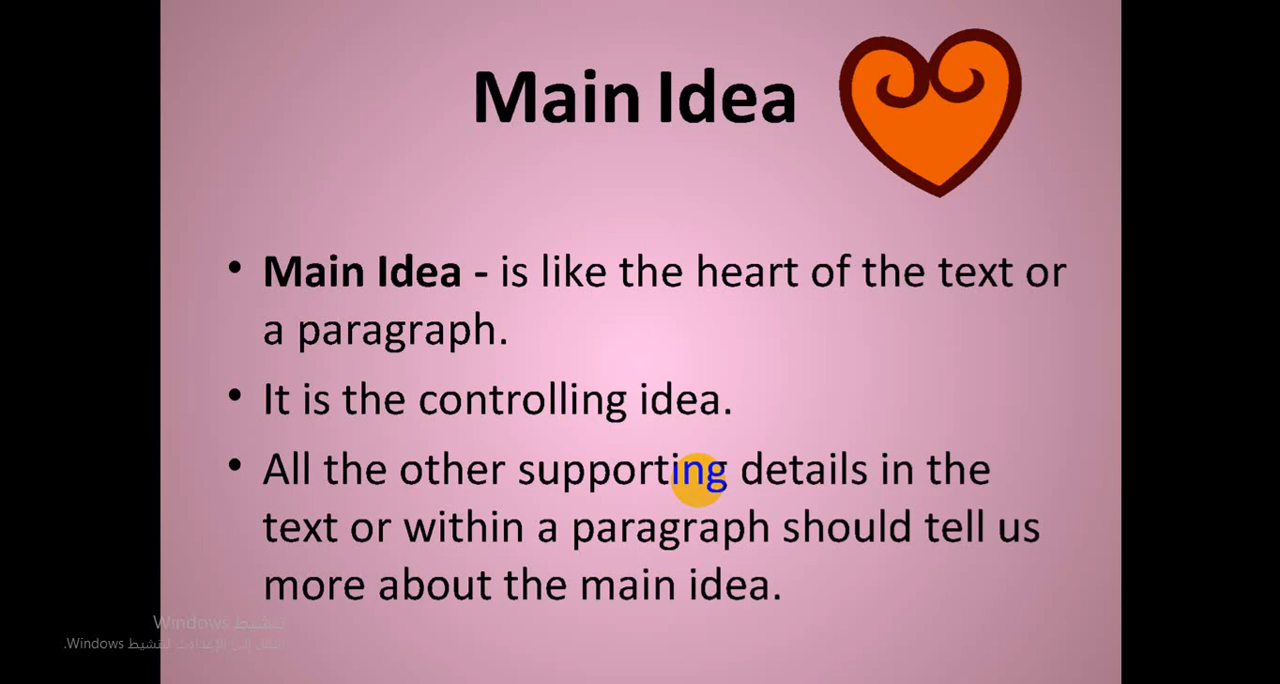 Main Idea
• Main Idea - is like the heart of the text or
a paragraph.
• It is the controlling idea.
• All the other supporting details in the
text or within a paragraph should tell us
more about the main idea.
تنشيط Windows
انتقل إلى الإعدادات لتنشيط Windows.